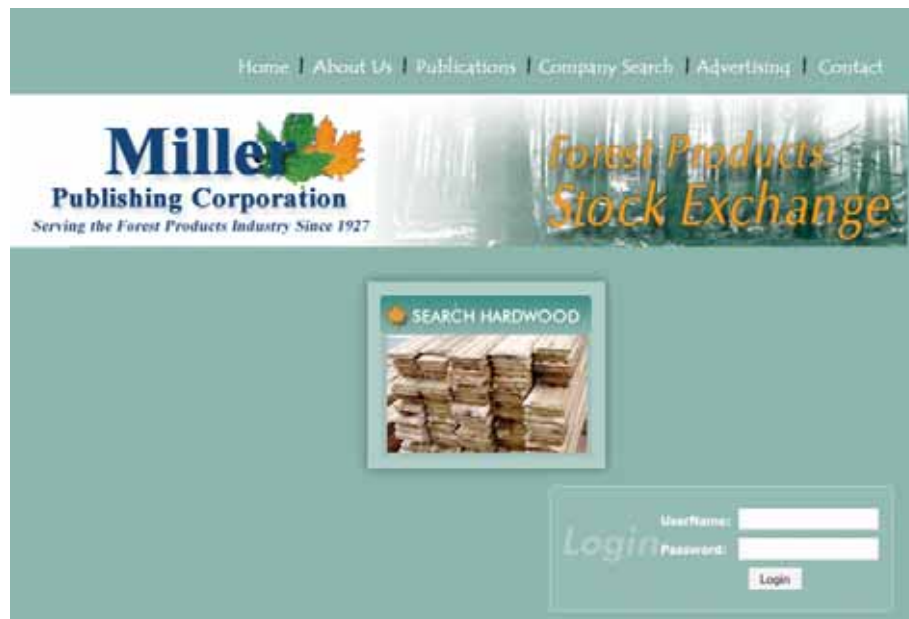 Home | About Us | Publications | Company Search | Advertising | Contact
Miller
Publishing Corporation
Serving the Forest Products Industry Since 1927
Forest Products
Stock Exchange
SEARCH HARDWOOD
Login
UserName:
Password:
Login